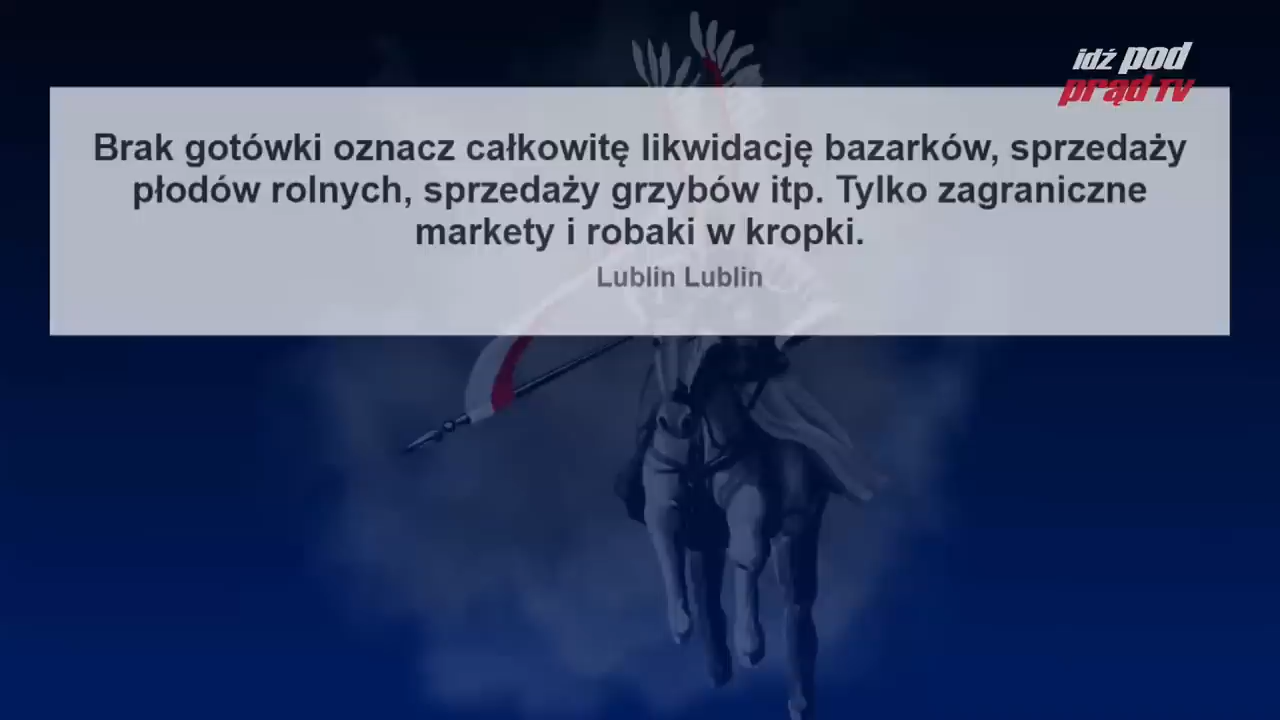 idź pod
prąd TV
Brak gotówki oznacz całkowitę likwidację bazarków, sprzedaży
płodów rolnych, sprzedaży grzybów itp. Tylko zagraniczne
markety i robaki w kropki.
Lublin Lublin